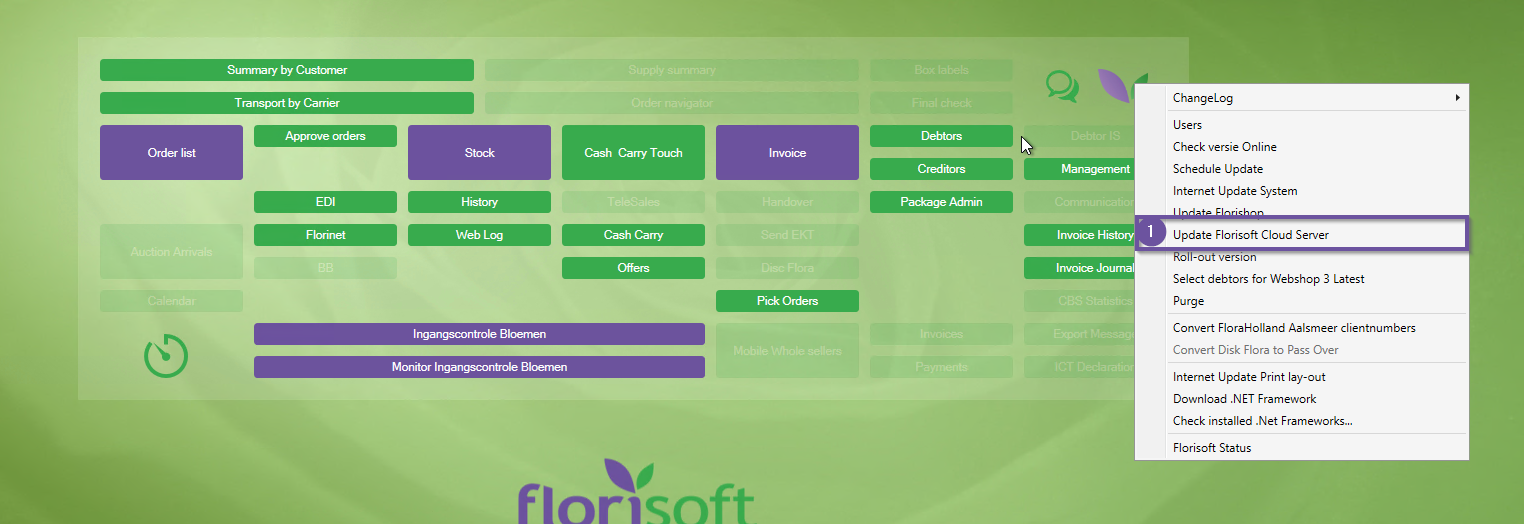 Summary by Customer
Supply summary
Box labels
Transport by Carrier
Order navigator
Final check
Order list
Approve orders
Stock
Cash Carry Touch
Invoice
Debtors
Debtor IS
Creditors
Management
EDI
History
TeleSales
Handover
Package Admin
Communication
Auction Arrivals
Florinet
Web Log
Cash Carry
Send EKT
Invoice History
BB
Offers
Disc Flora
Invoice Journal
Calendar
Pick Orders
CBS Statistics
Ingangscontrole Bloemen
Mobile Whole sellers
Invoices
Export Message
Monitor Ingangscontrole Bloemen
Payments
ICT Declaration
ChangeLog
Users
Check versie Online
Schedule Update
Internet Update System
Update Florishop
1 Update Florisoft Cloud Server
Roll-out version
Select debtors for Webshop 3 Latest
Purge
Convert FloraHolland Aalsmeer clientnumbers
Convert Disk Flora to Pass Over
Internet Update Print lay-out
Download .NET Framework
Check installed .Net Frameworks...
Florisoft Status
florisoft